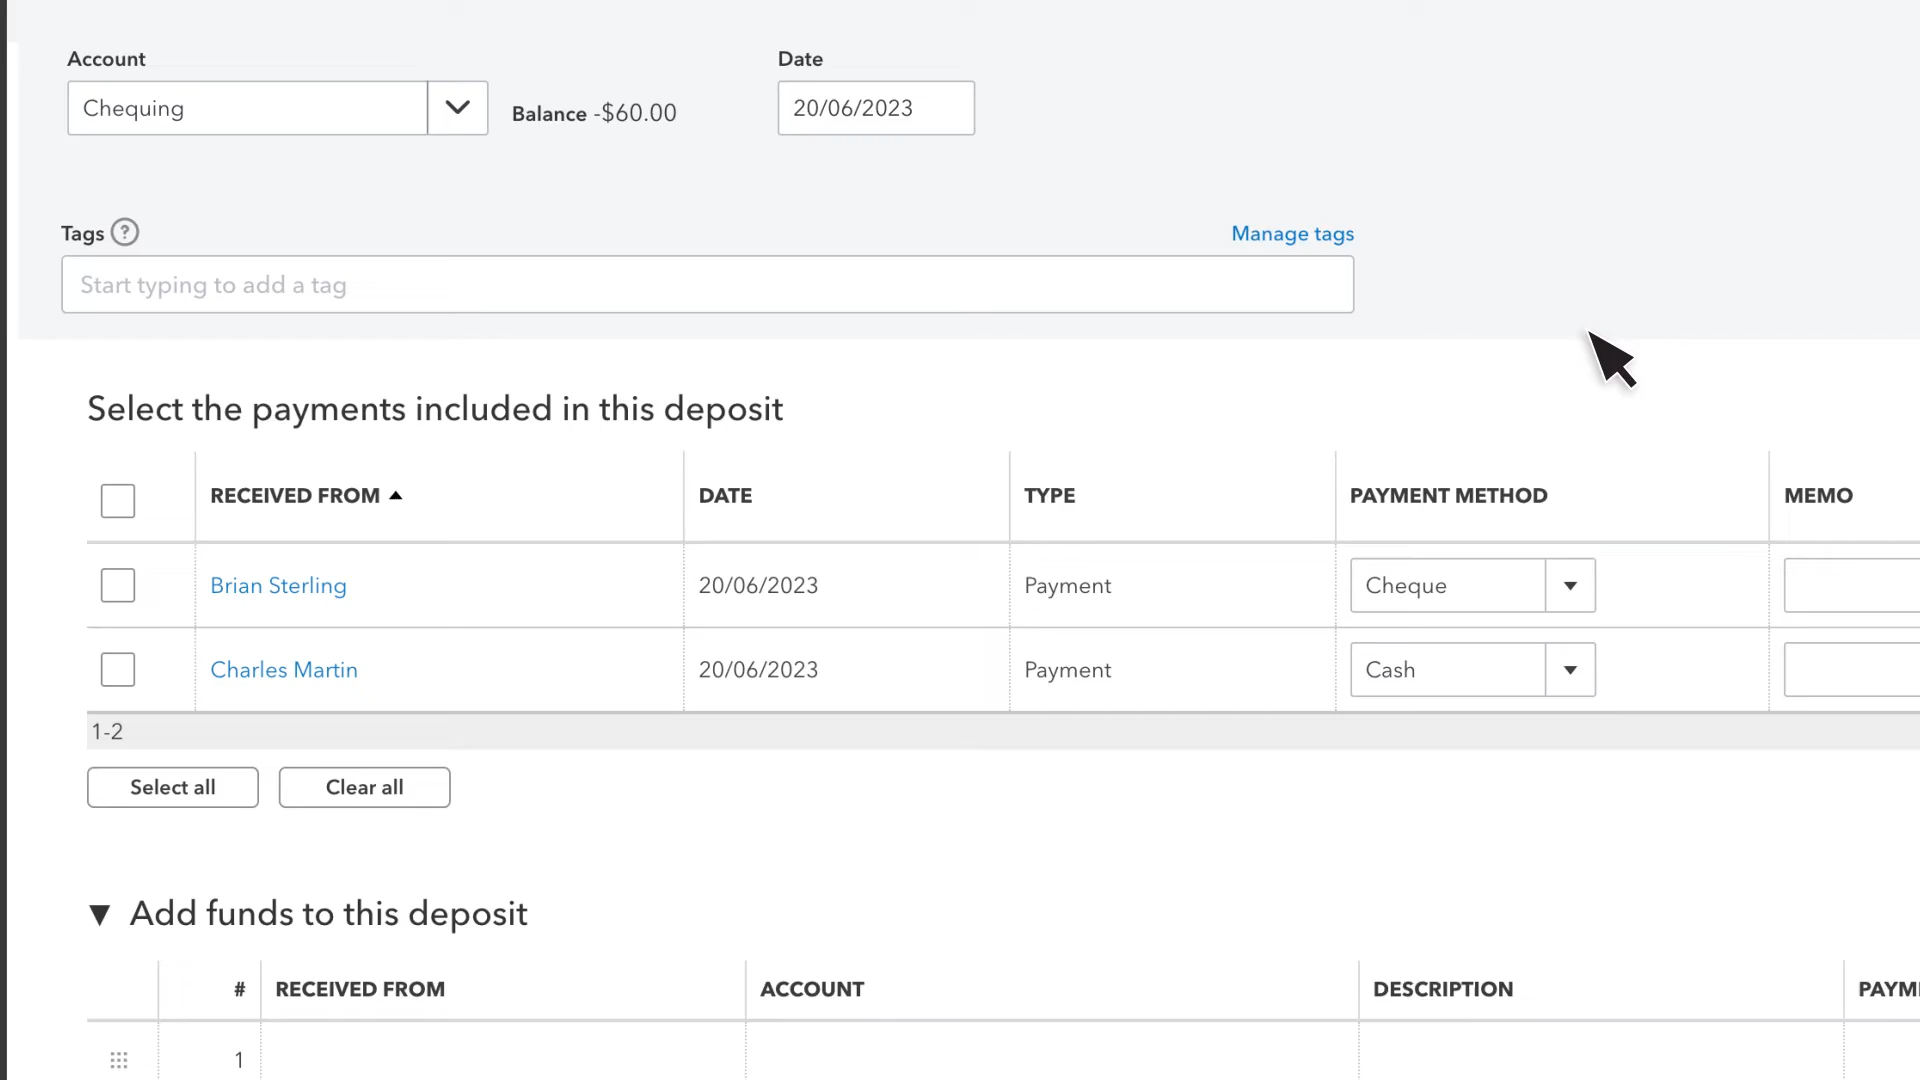 Account
Date
Chequing
Balance -$60.00
20/06/2023
Tags ?
Manage tags
Start typing to add a tag
Select the payments included in this deposit
RECEIVED FROM DATE TYPE PAYMENT METHOD MEMO
Brian Sterling 20/06/2023 Payment Cheque
Charles Martin 20/06/2023 Payment Cash
1-2
Select all Clear all
Add funds to this deposit
# RECEIVED FROM ACCOUNT DESCRIPTION PAYM
1